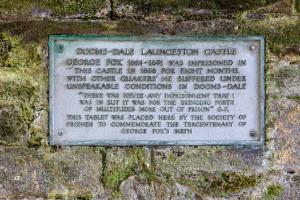 DOOMS-DALE LAUNCESTON CASTLE
GEORGE FOX 1624-1691 WAS IMPRISONED IN
THIS CASTLE IN 1656 FOR EIGHT MONTHS.
WITH OTHER QUAKERS HE SUFFERED UNDER
UNSPEAKABLE CONDITIONS IN DOOMS-DALE
"THERE WAS NEVER ANY IMPRISONMENT THAT I
WAS IN BUT IT WAS FOR THE BRINGING FORTH
OF MULTITUDES MORE OUT OF PRISON" G.F.
THIS TABLET WAS PLACED HERE BY THE SOCIETY OF
FRIENDS TO COMMEMORATE THE TERCENTENARY OF
GEORGE FOX'S BIRTH